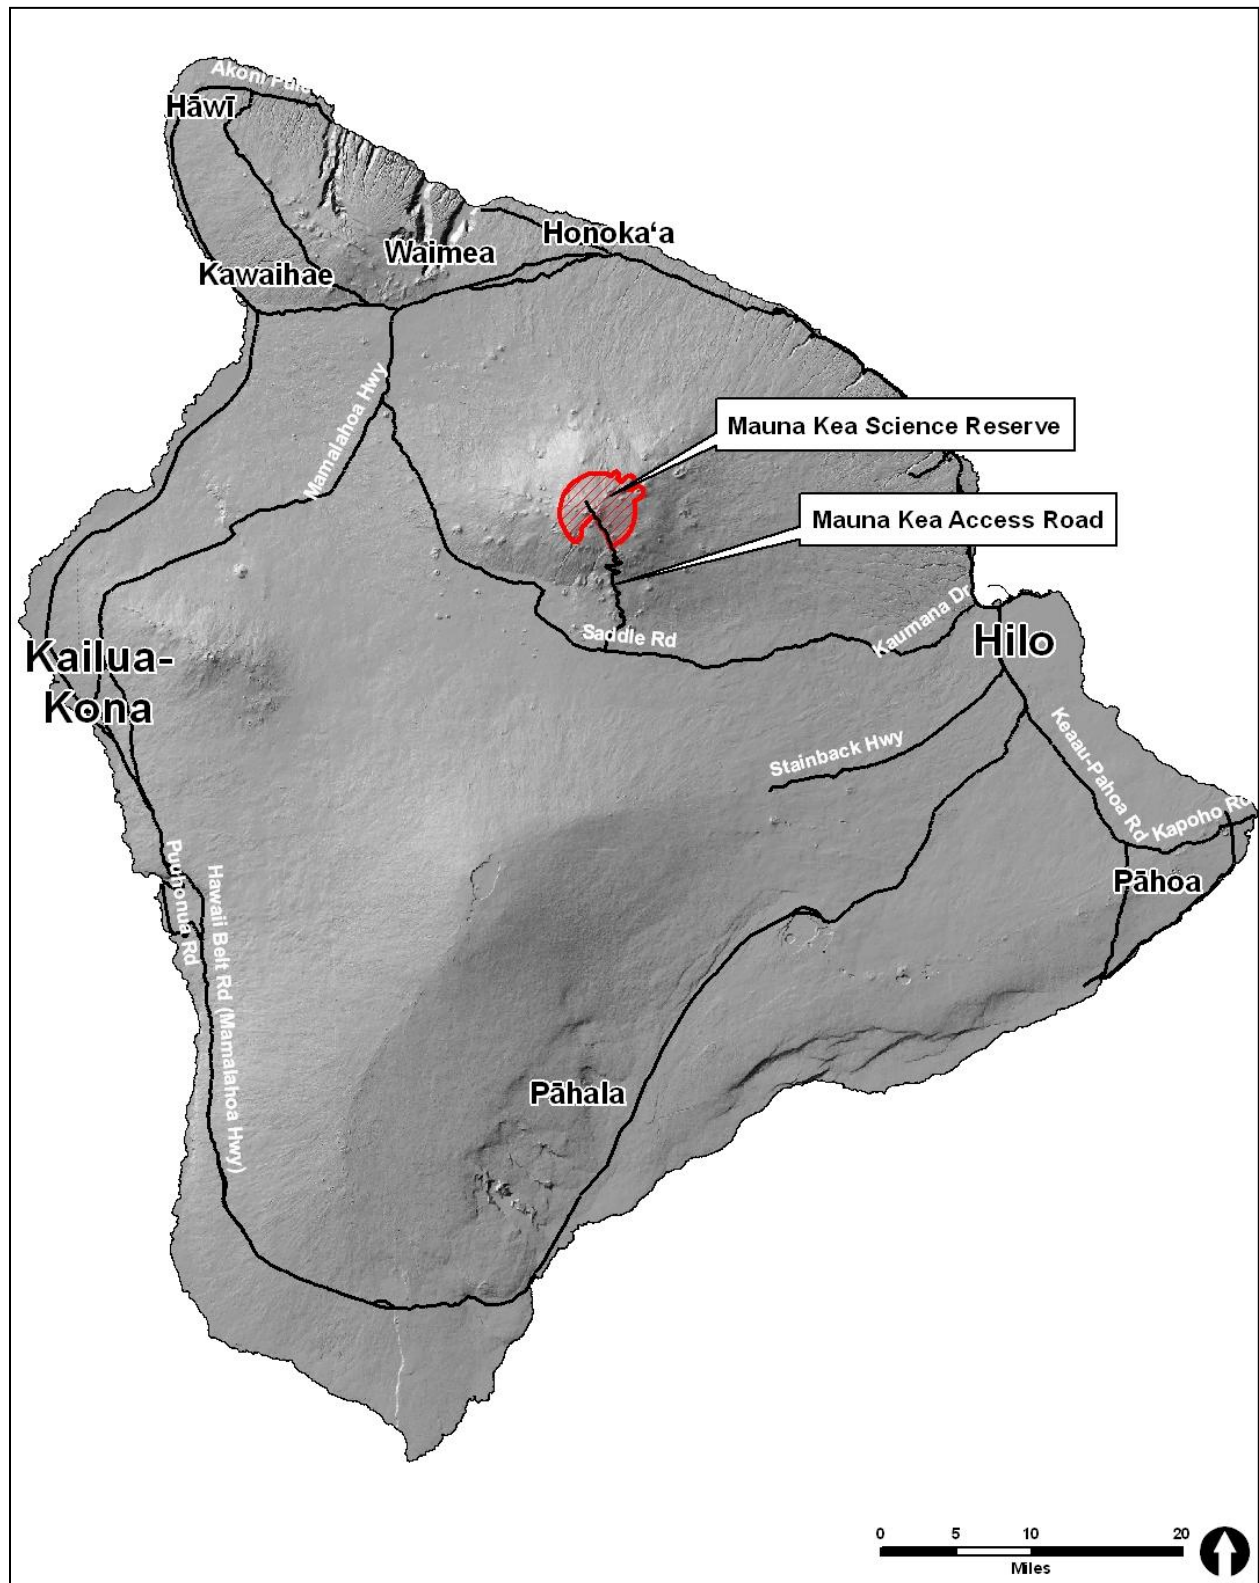 Akoni Pule
Hāwī
Honoka‘a
Waimea
Kawaihae
Mamalahoa Hwy
Mauna Kea Science Reserve
Mauna Kea Access Road
Kaumana Dr
Saddle Rd
Hilo
Kailua-
Kona
Stainback Hwy
Keaau-Pahoa Rd
Kapoho Rd
Pāhoa
Puuhonua Rd
Hawaii Belt Rd (Mamalahoa Hwy)
Pāhala
0 5 10 20
Miles